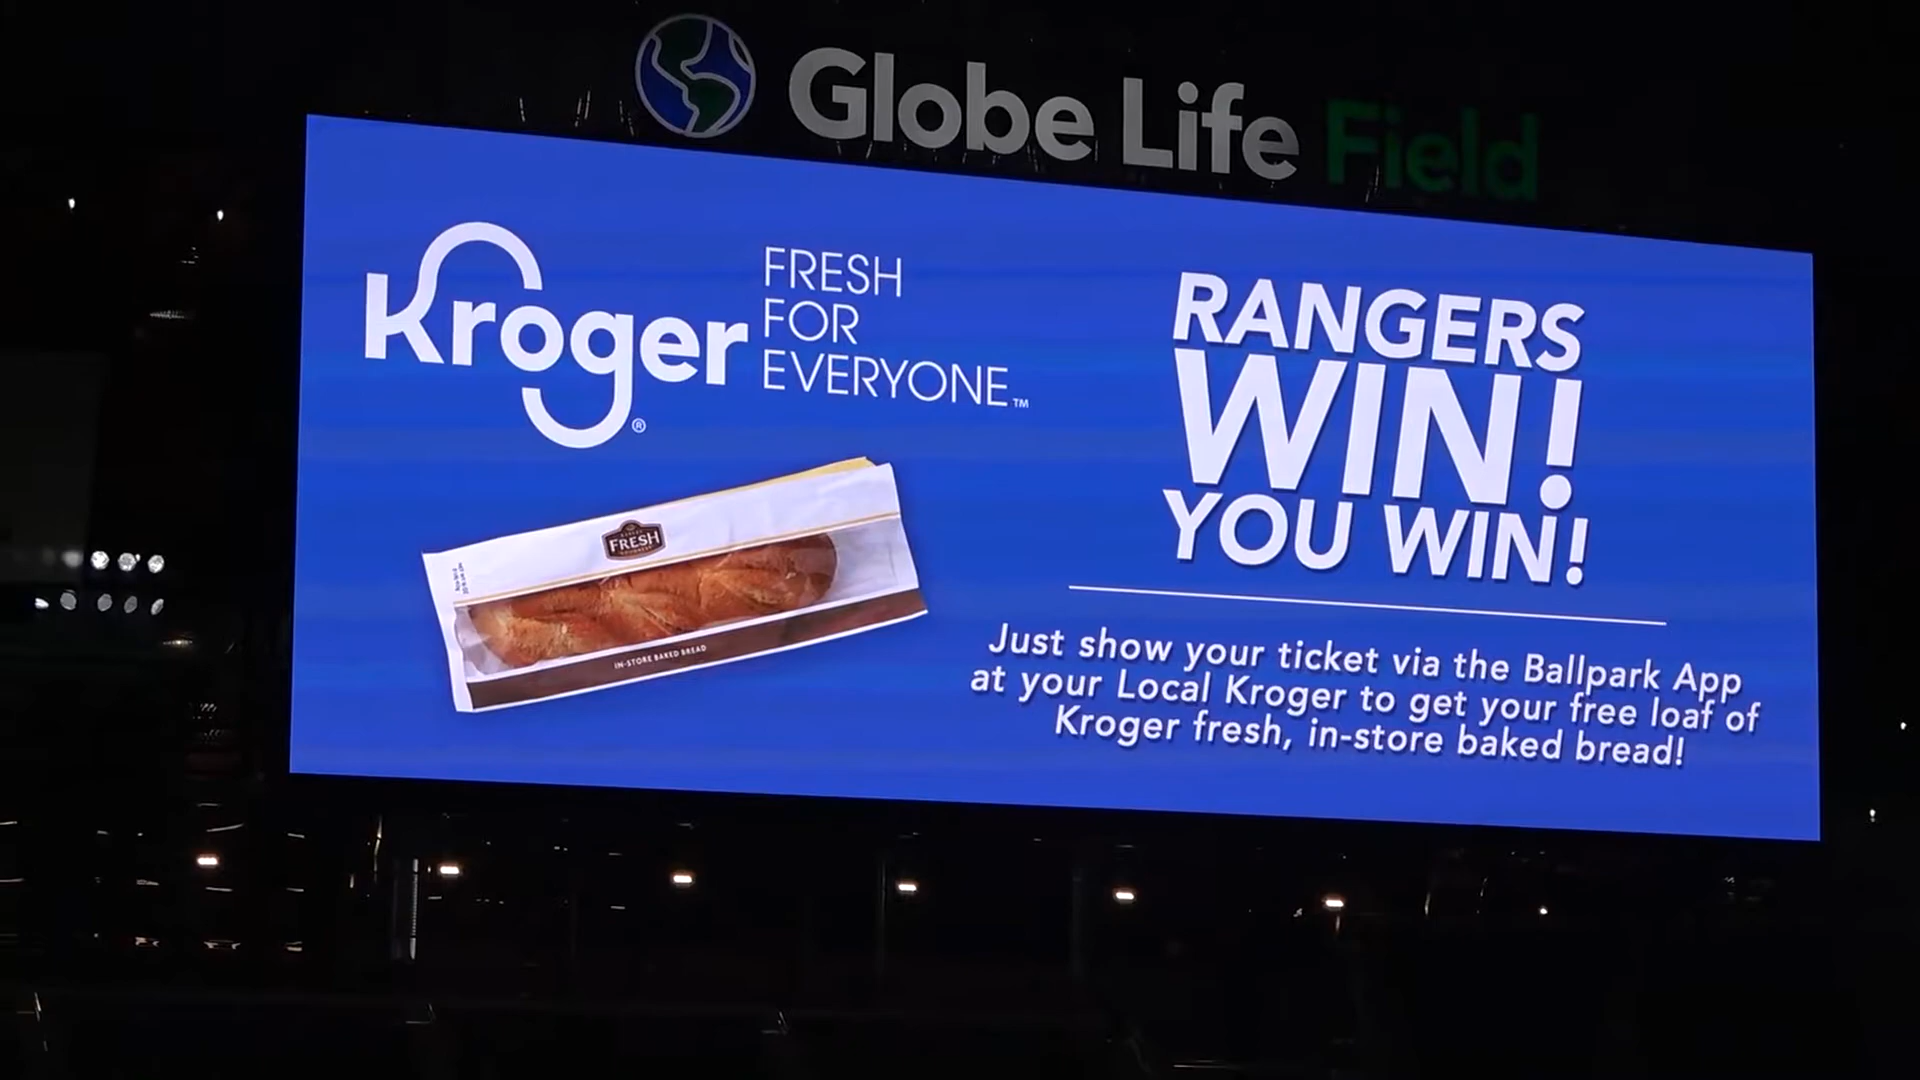 Globe Life Field
Kroger®
FRESH
FOR
EVERYONE™
RANGERS
WIN!
YOU WIN!
FRESH
IN-STORE BAKED BREAD
Just show your ticket via the Ballpark App
at your Local Kroger to get your free loaf of
Kroger fresh, in-store baked bread!